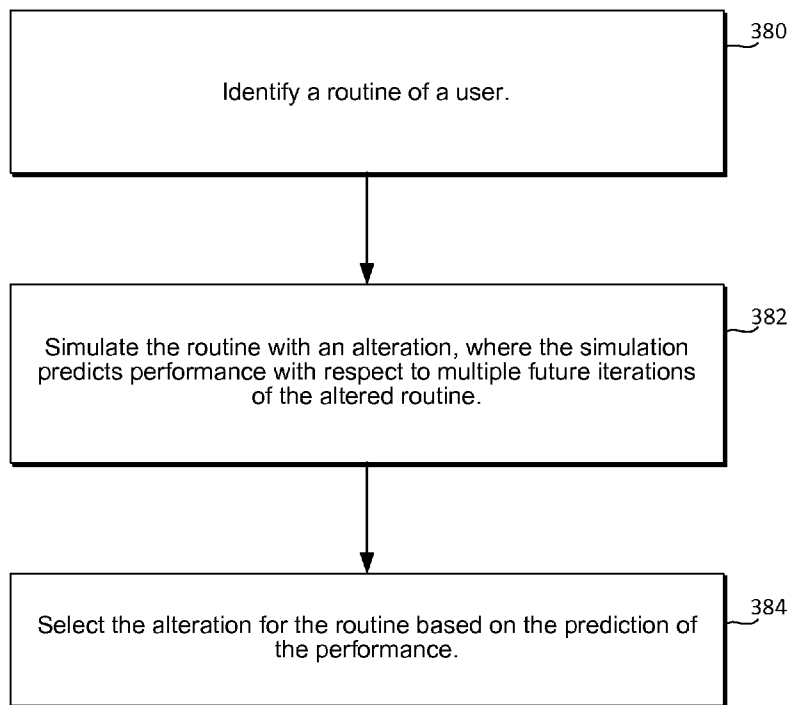 380
Identify a routine of a user.
382
Simulate the routine with an alteration, where the simulation
predicts performance with respect to multiple future iterations
of the altered routine.
384
Select the alteration for the routine based on the prediction of
the performance.